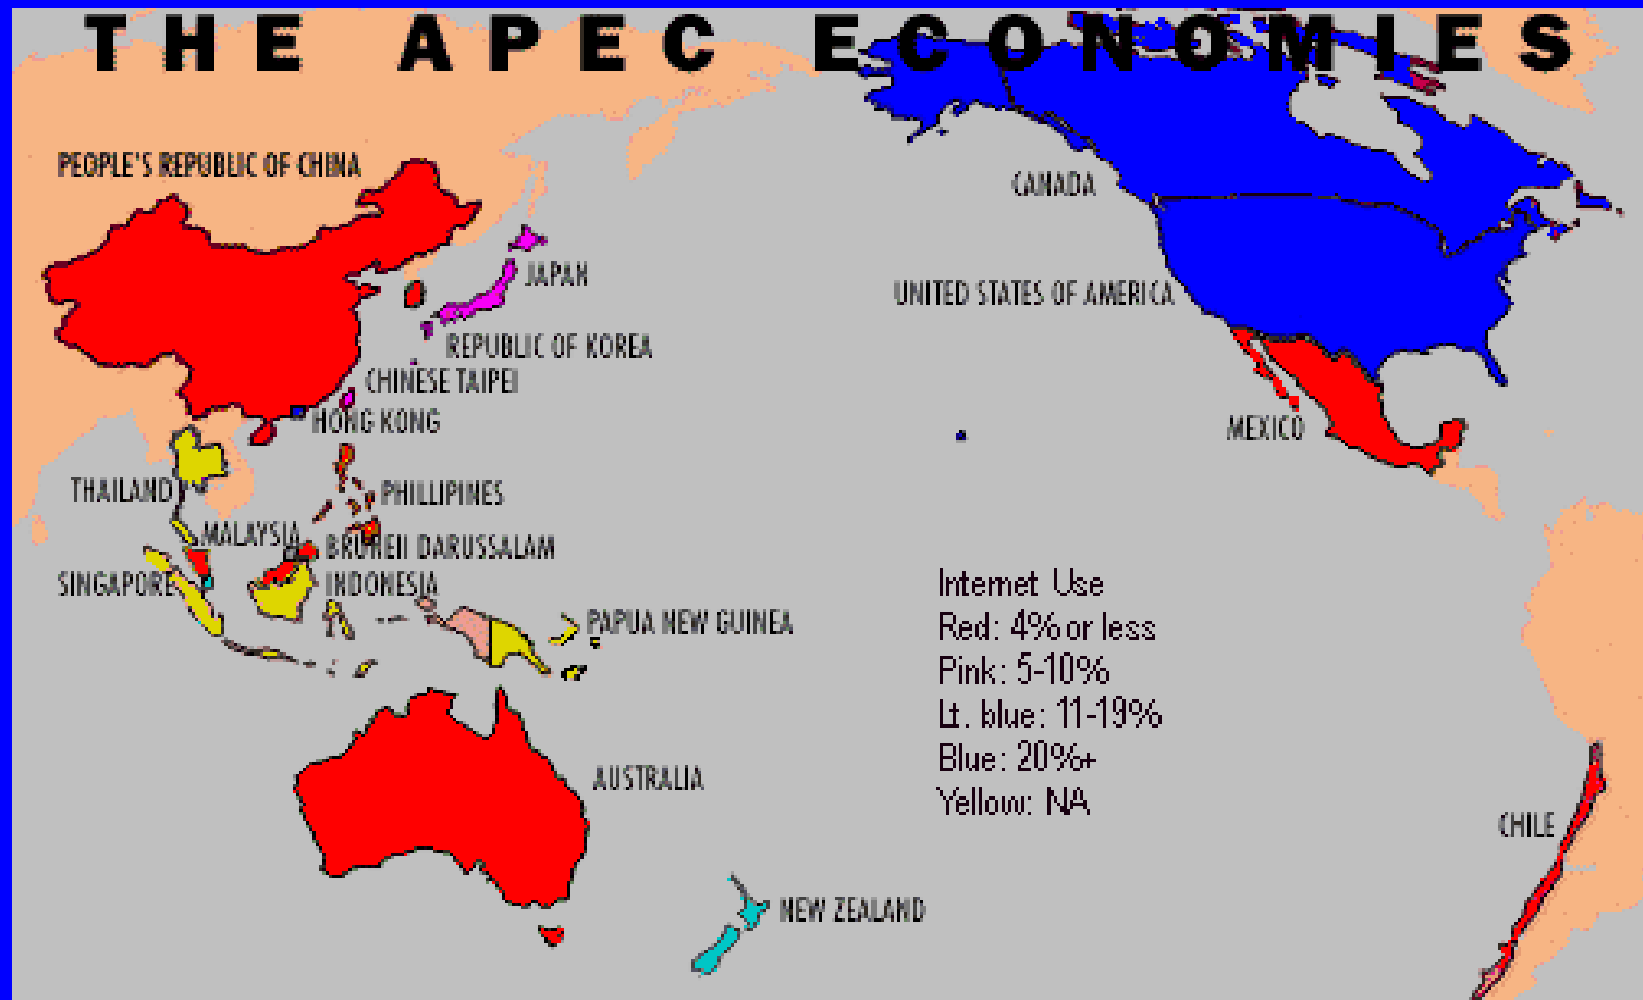 THE APEC ECONOMIES
PEOPLE'S REPUBLIC OF CHINA
CANADA
JAPAN
UNITED STATES OF AMERICA
REPUBLIC OF KOREA
CHINESE TAIPEI
HONG KONG
MEXICO
THAILAND
PHILLIPINES
MALAYSIA
BRUNEII DARUSSALAM
SINGAPORE
INDONESIA
PAPUA NEW GUINEA
Internet Use
Red: 4% or less
Pink: 5-10%
Lt. blue: 11-19%
Blue: 20%+
Yellow: NA
AUSTRALIA
CHILE
NEW ZEALAND